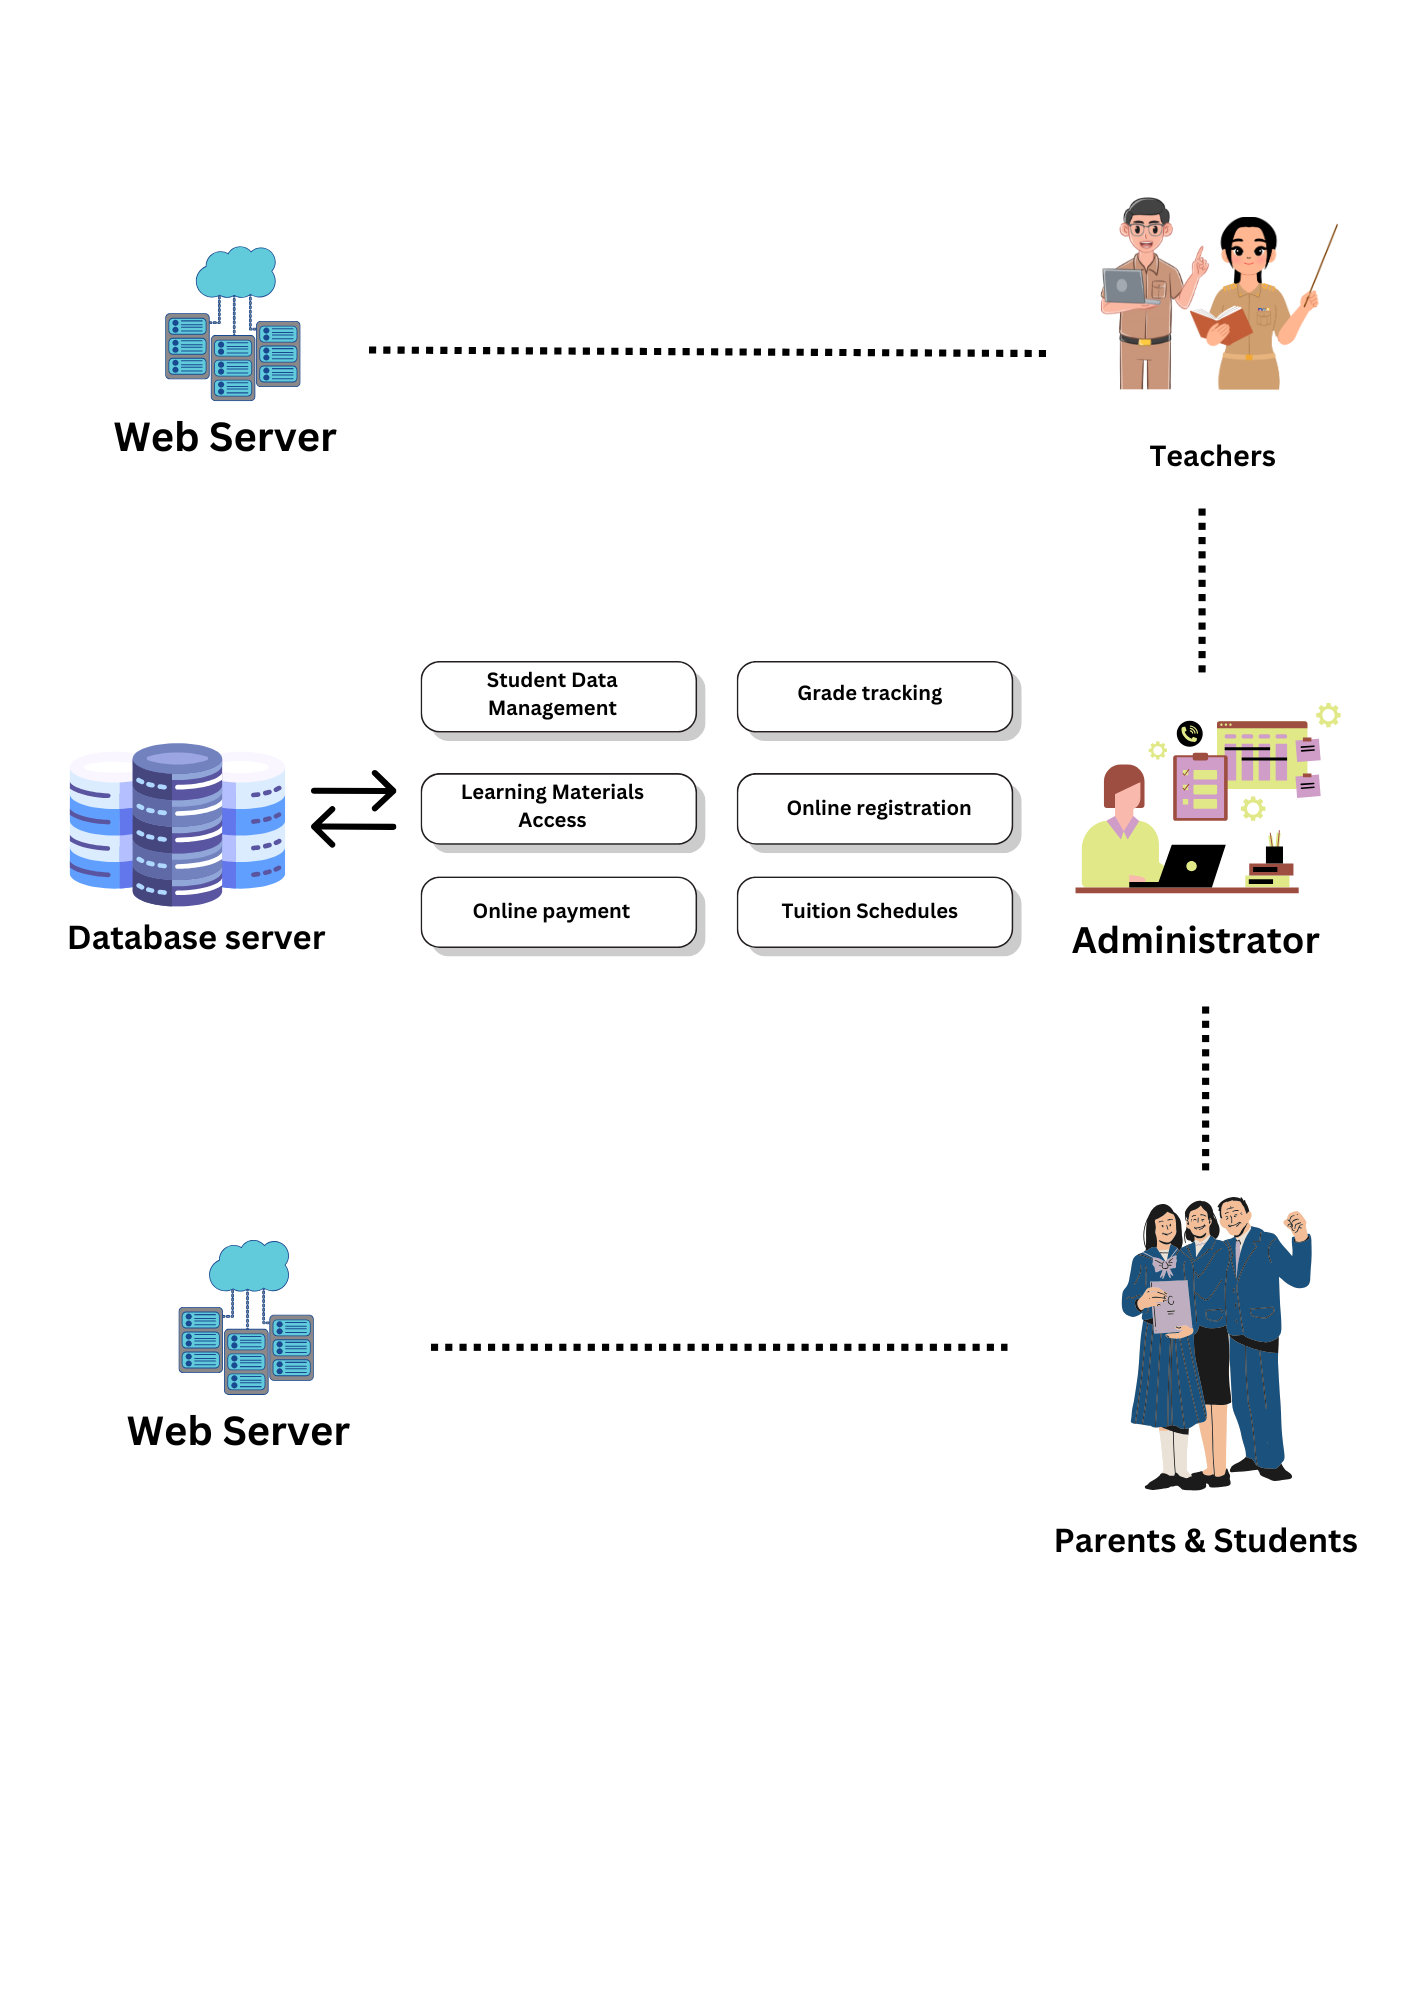 Web Server
Teachers
Student Data
Management
Grade tracking
Learning Materials
Access
Online registration
Online payment
Tuition Schedules
Database server
Administrator
Web Server
Parents & Students